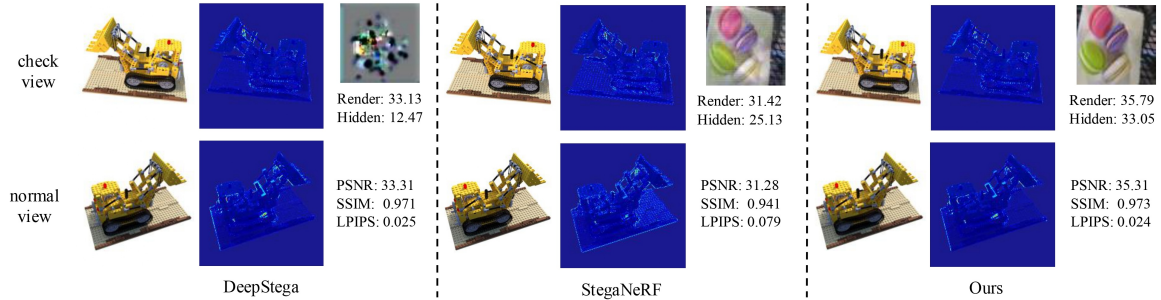 check
view
Render: 33.13
Hidden: 12.47
Render: 31.42
Hidden: 25.13
Render: 35.79
Hidden: 33.05
normal
view
PSNR: 33.31
SSIM: 0.971
LPIPS: 0.025
PSNR: 31.28
SSIM: 0.941
LPIPS: 0.079
PSNR: 35.31
SSIM: 0.973
LPIPS: 0.024
DeepStega
StegaNeRF
Ours